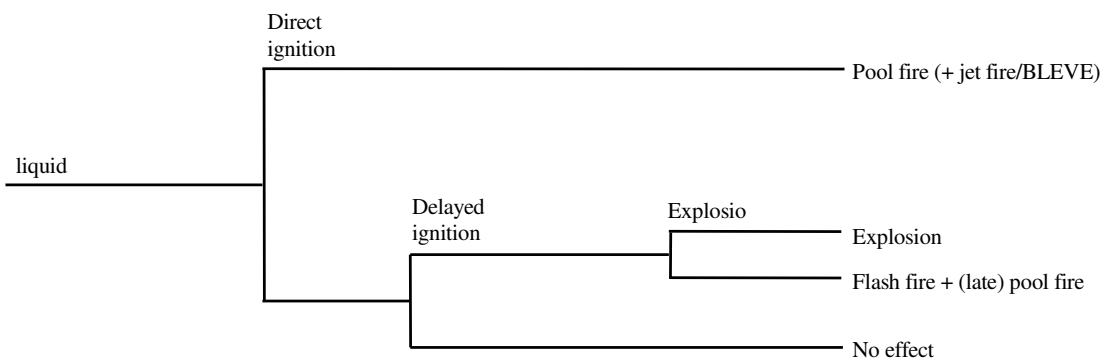 Direct
ignition
Pool fire (+ jet fire/BLEVE)
liquid
Delayed
ignition
Explosio
Explosion
Flash fire + (late) pool fire
No effect